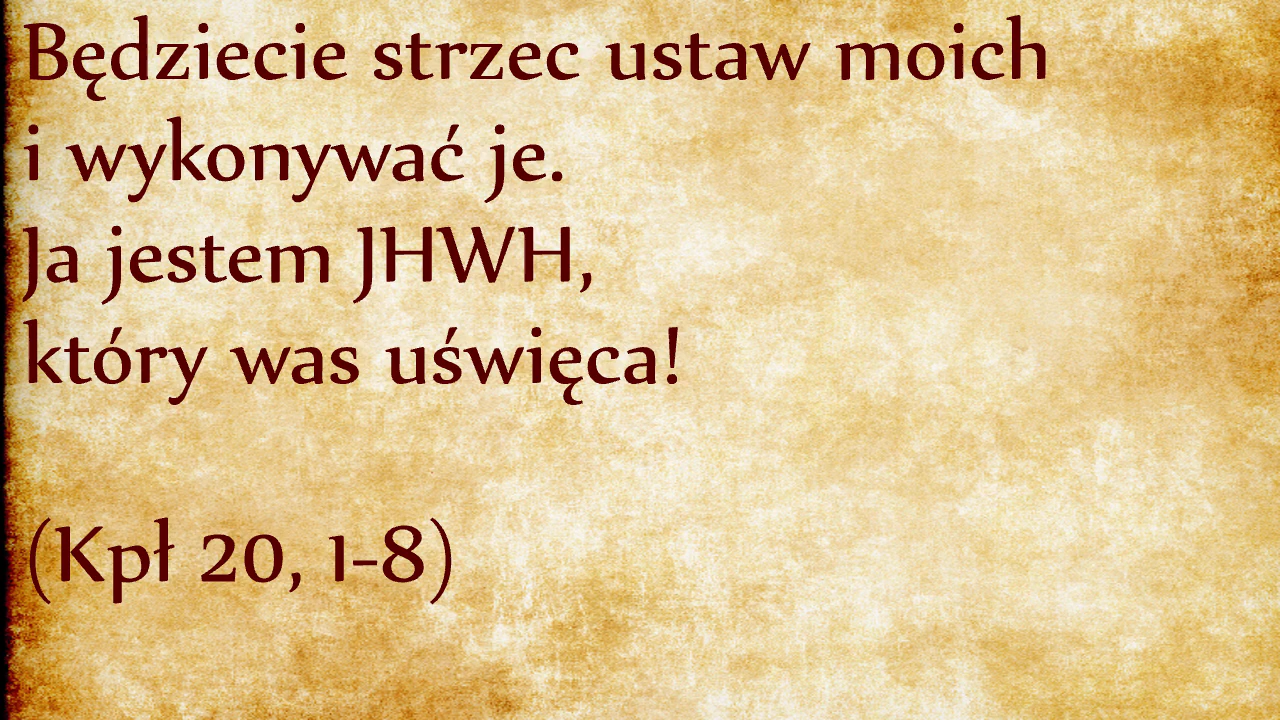 Będziecie strzec ustaw moich
i wykonywać je.
Ja jestem JHWH,
który was uświęca!
(Kpł 20, 1-8)